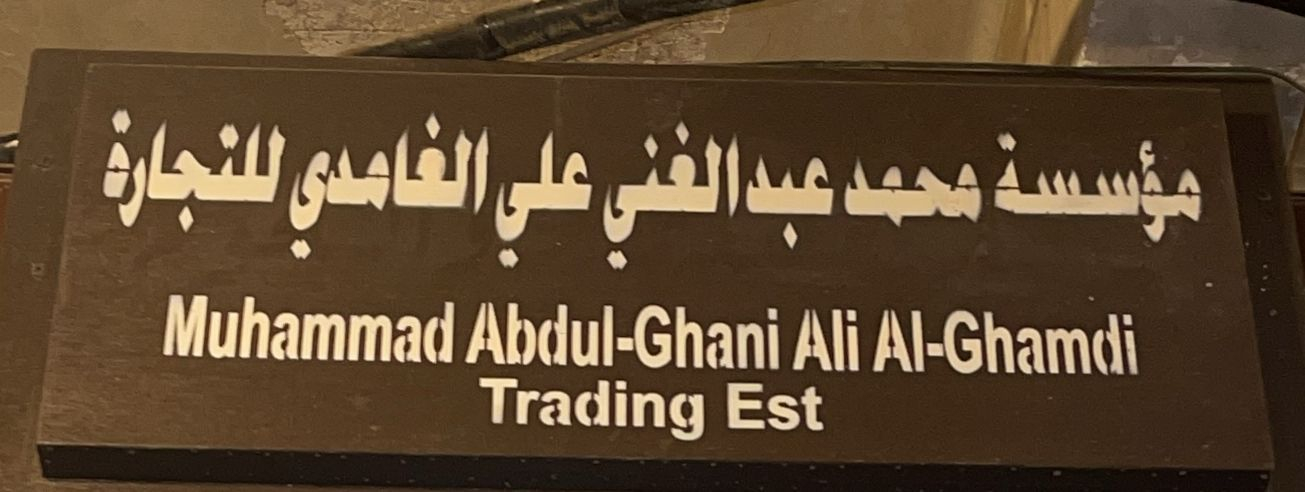 مؤسسة محمد عبدالغني علي الغامدي للتجارة
Muhammad Abdul-Ghani Ali Al-Ghamdi
Trading Est